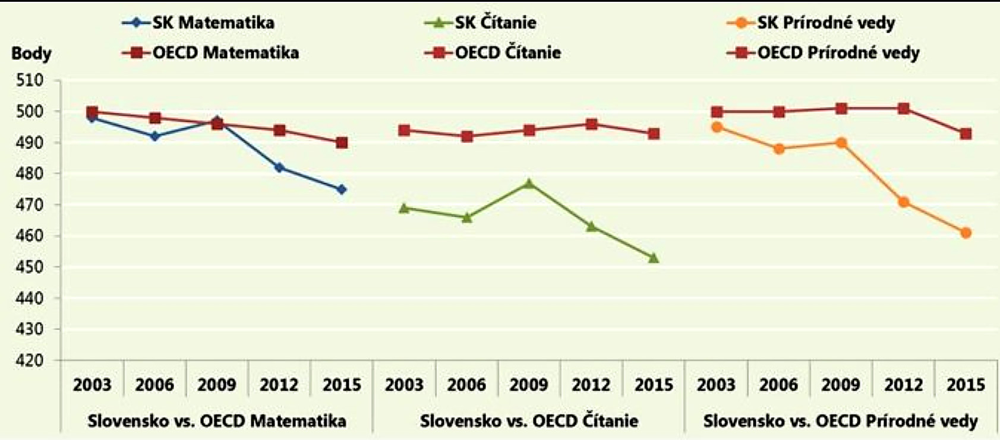 SK Matematika SK Čítanie SK Prírodné vedy
Body OECD Matematika OECD Čítanie OECD Prírodné vedy
510
500
490
480
470
460
450
440
430
420
2003 2006 2009 2012 2015 2003 2006 2009 2012 2015 2003 2006 2009 2012 2015
Slovensko vs. OECD Matematika Slovensko vs. OECD Čítanie Slovensko vs. OECD Prírodné vedy